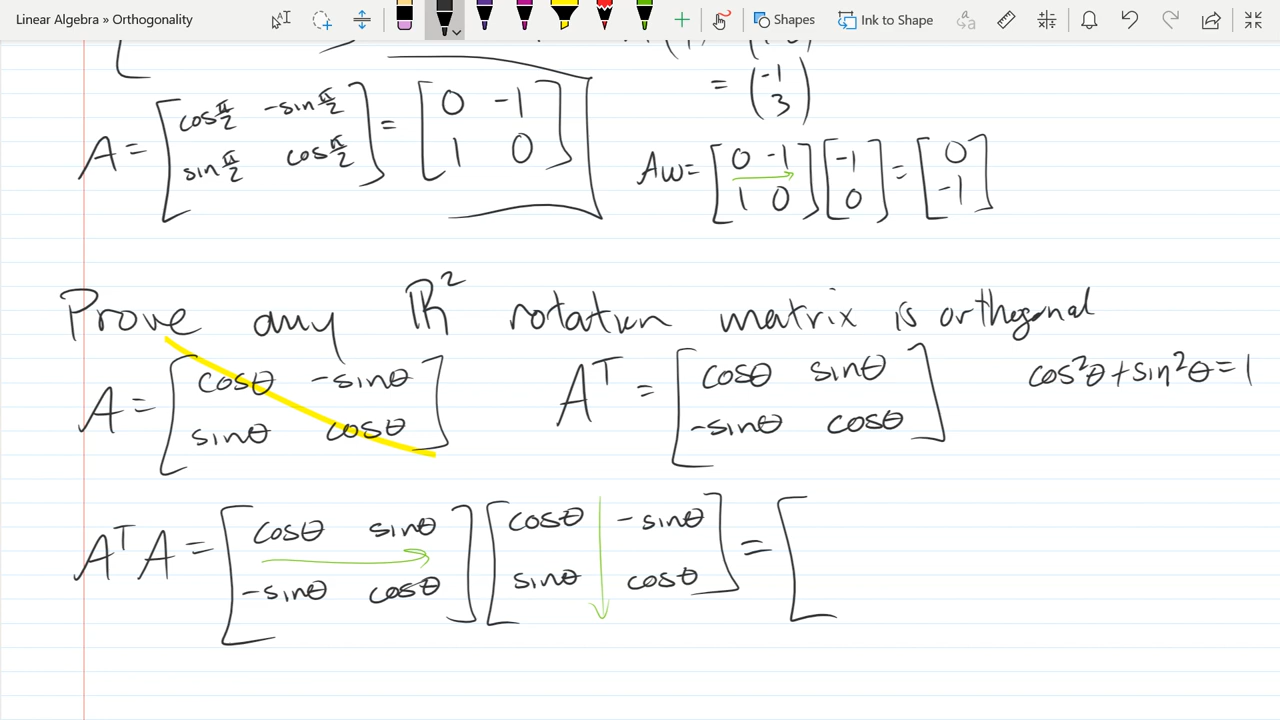 Linear Algebra » Orthogonality Shapes Ink to Shape
= (-1
3)
A = [cos π/2 -sin π/2
sin π/2 cos π/2] = [0 -1
1 0]
Aw = [0 -1
1 0] [-1
0] = [0
-1]
Prove any ℝ² rotation matrix is orthogonal
A = [cosθ -sinθ
sinθ cosθ]
Aᵀ = [cosθ sinθ
-sinθ cosθ]
cos²θ + sin²θ = 1
AᵀA = [cosθ sinθ
-sinθ cosθ] [cosθ -sinθ
sinθ cosθ] = [